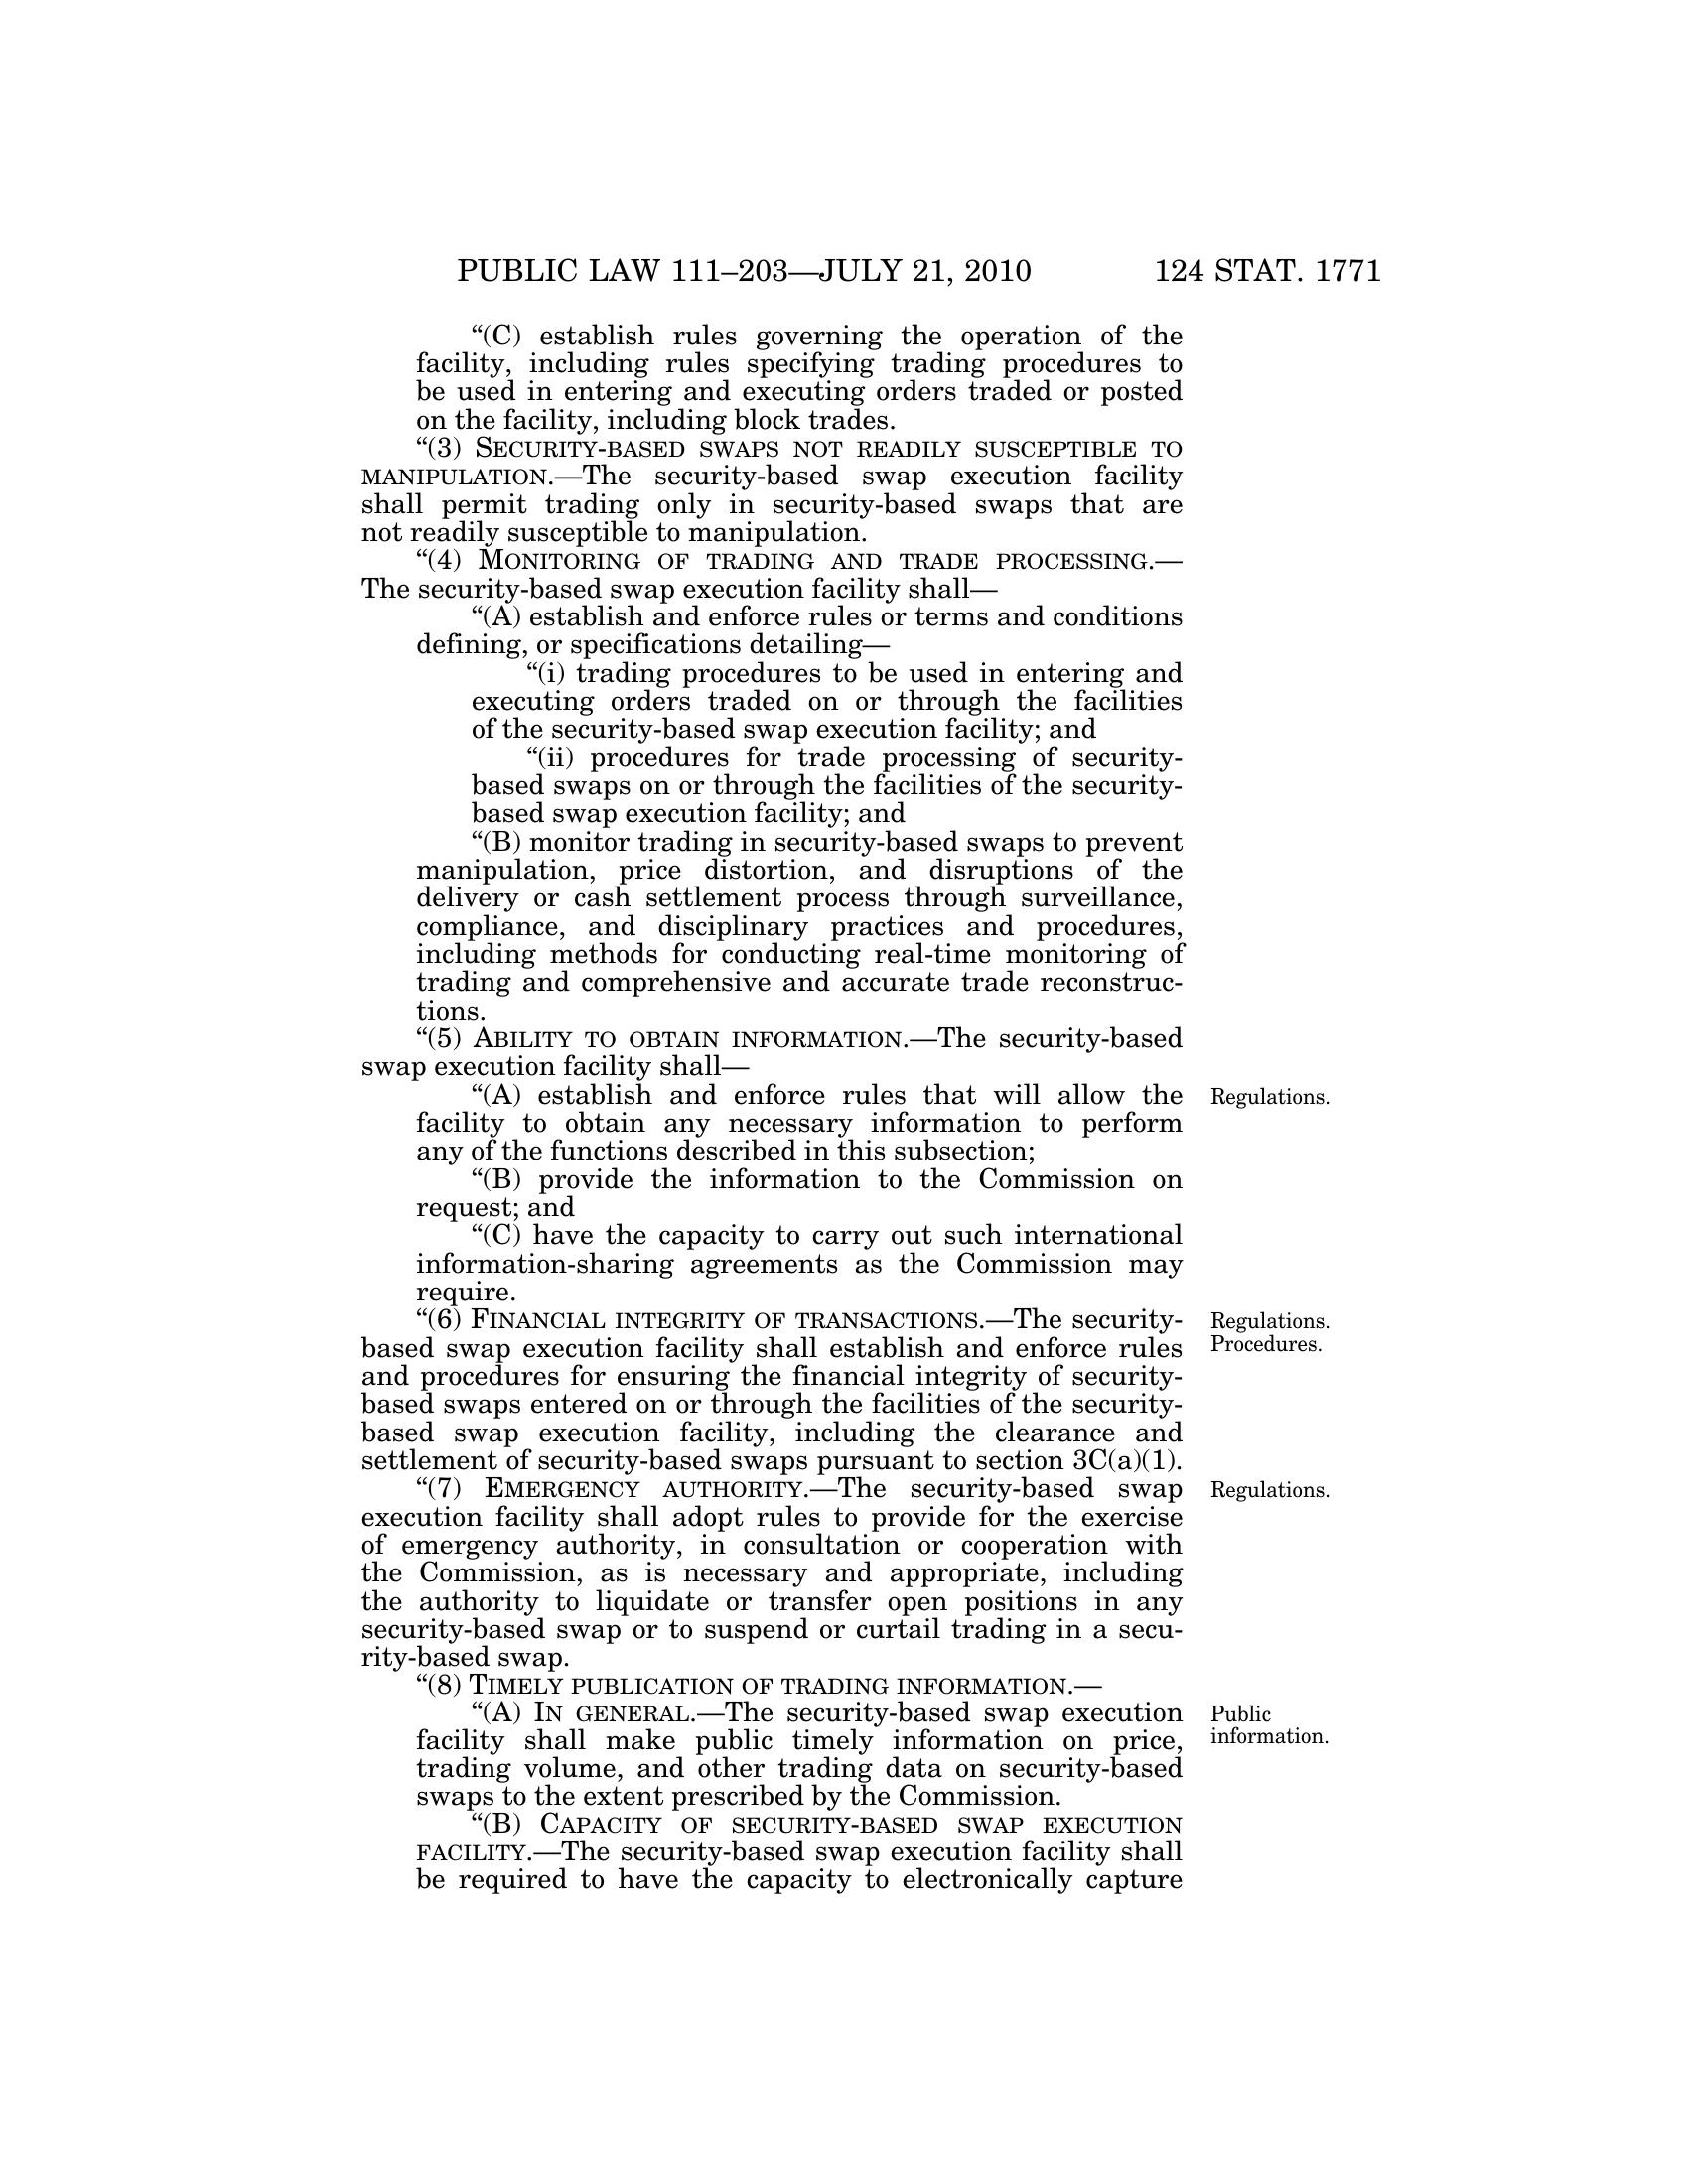 PUBLIC LAW 111–203—JULY 21, 2010 124 STAT. 1771
“(C) establish rules governing the operation of the
facility, including rules specifying trading procedures to
be used in entering and executing orders traded or posted
on the facility, including block trades.
“(3) SECURITY-BASED SWAPS NOT READILY SUSCEPTIBLE TO
MANIPULATION.—The security-based swap execution facility
shall permit trading only in security-based swaps that are
not readily susceptible to manipulation.
“(4) MONITORING OF TRADING AND TRADE PROCESSING.—
The security-based swap execution facility shall—
“(A) establish and enforce rules or terms and conditions
defining, or specifications detailing—
“(i) trading procedures to be used in entering and
executing orders traded on or through the facilities
of the security-based swap execution facility; and
“(ii) procedures for trade processing of security-
based swaps on or through the facilities of the security-
based swap execution facility; and
“(B) monitor trading in security-based swaps to prevent
manipulation, price distortion, and disruptions of the
delivery or cash settlement process through surveillance,
compliance, and disciplinary practices and procedures,
including methods for conducting real-time monitoring of
trading and comprehensive and accurate trade reconstruc-
tions.
“(5) ABILITY TO OBTAIN INFORMATION.—The security-based
swap execution facility shall—
“(A) establish and enforce rules that will allow the
facility to obtain any necessary information to perform
any of the functions described in this subsection;
“(B) provide the information to the Commission on
request; and
“(C) have the capacity to carry out such international
information-sharing agreements as the Commission may
require.
“(6) FINANCIAL INTEGRITY OF TRANSACTIONS.—The security-
based swap execution facility shall establish and enforce rules
and procedures for ensuring the financial integrity of security-
based swaps entered on or through the facilities of the security-
based swap execution facility, including the clearance and
settlement of security-based swaps pursuant to section 3C(a)(1).
“(7) EMERGENCY AUTHORITY.—The security-based swap
execution facility shall adopt rules to provide for the exercise
of emergency authority, in consultation or cooperation with
the Commission, as is necessary and appropriate, including
the authority to liquidate or transfer open positions in any
security-based swap or to suspend or curtail trading in a secu-
rity-based swap.
“(8) TIMELY PUBLICATION OF TRADING INFORMATION.—
“(A) IN GENERAL.—The security-based swap execution
facility shall make public timely information on price,
trading volume, and other trading data on security-based
swaps to the extent prescribed by the Commission.
“(B) CAPACITY OF SECURITY-BASED SWAP EXECUTION
FACILITY.—The security-based swap execution facility shall
be required to have the capacity to electronically capture
Regulations.
Regulations.
Procedures.
Regulations.
Public
information.